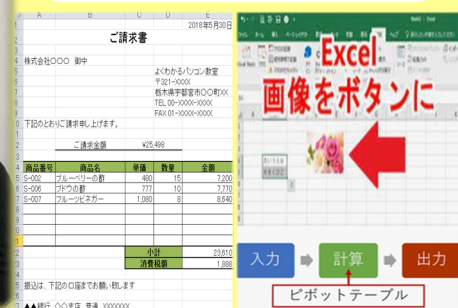 2018年5月30日
ご請求書
株式会社〇〇〇 御中
よくわかるパソコン教室
〒321-XXXX
栃木県宇都宮市〇〇町XX
TEL 00-XXXX-XXXX
FAX 01-XXXX-XXXX
下記のとおりご請求申し上げます。
ご請求金額 ¥25,498
商品番号 商品名 単価 数量 金額
S-002 ブルーベリーの酢 480 15 7,200
S-006 ブドウの酢 777 10 7,770
S-007 フルーツビネガー 1,080 8 8,640
小計 23,610
消費税額 1,888
振込は、下記の口座でお願い致します
▲▲銀行 ◇◇支店 普通 XXXXXXX
Excel
画像をボタンに
入力
計算
出力
ピボットテーブル